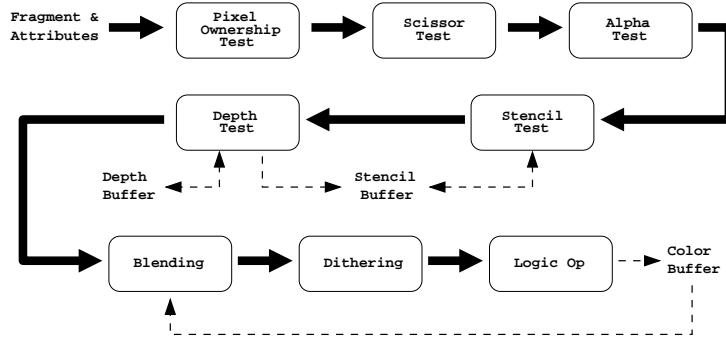 Fragment &
Attributes
Pixel
Ownership
Test
Scissor
Test
Alpha
Test
Depth
Test
Stencil
Test
Depth
Buffer
Stencil
Buffer
Blending
Dithering
Logic Op
Color
Buffer